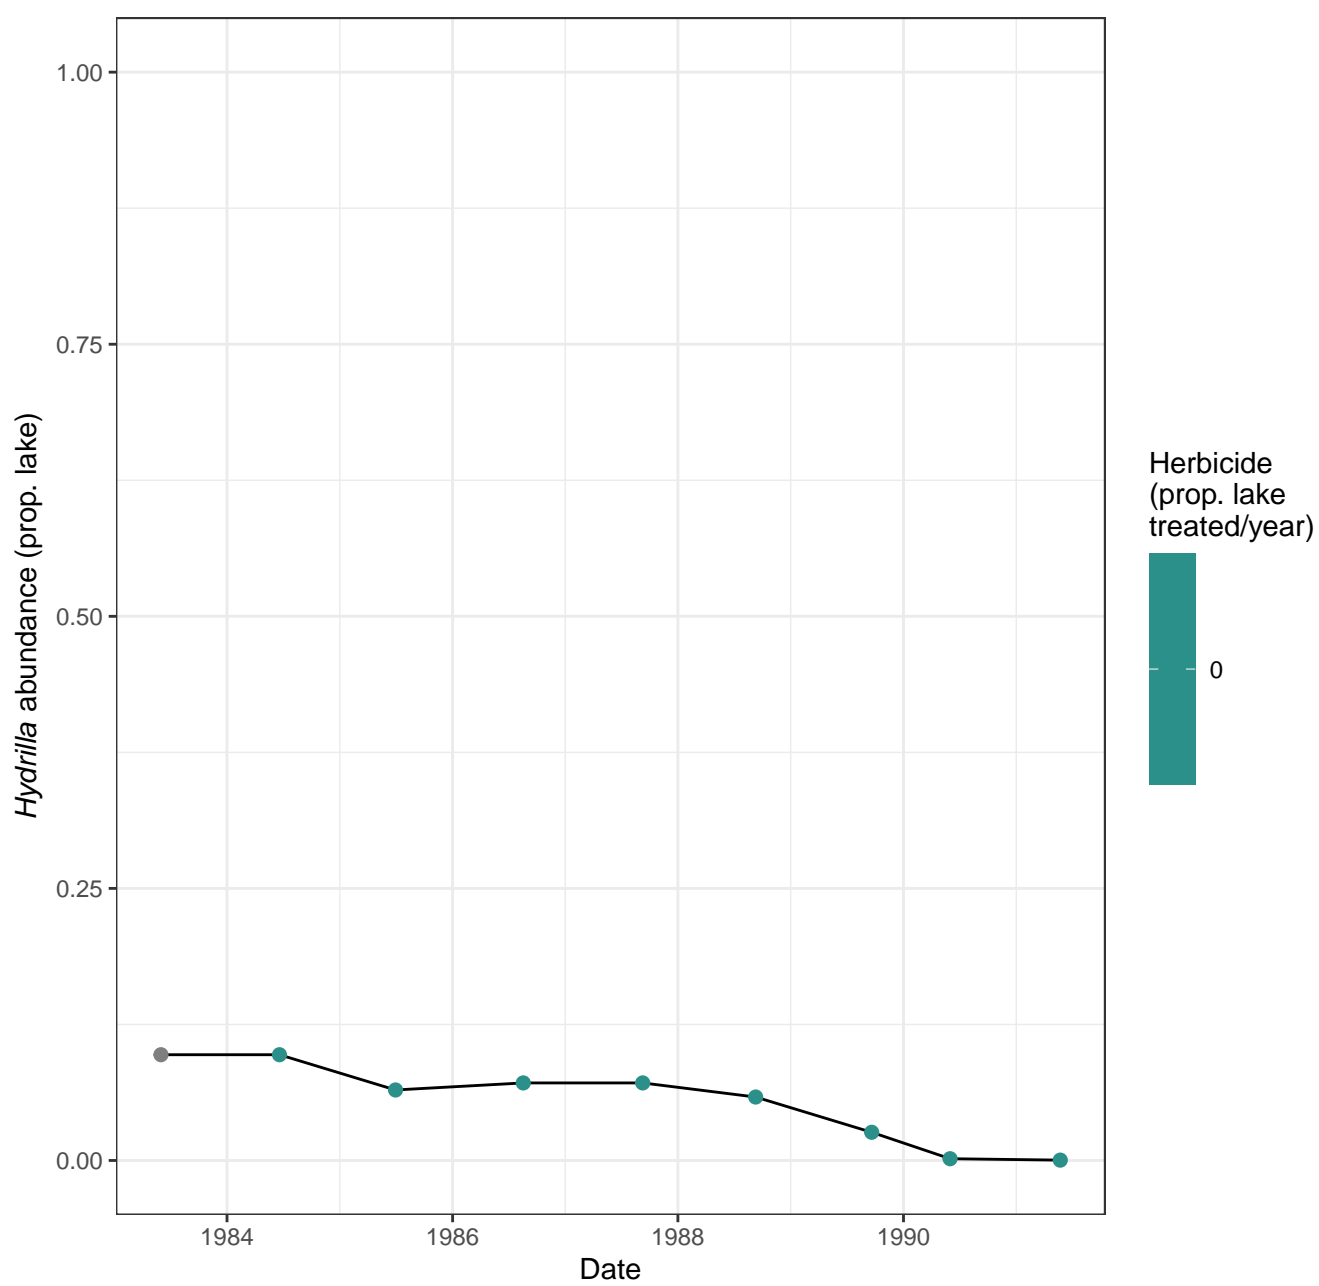 1.00
0.75
0.50
0.25
0.00
Hydrilla abundance (prop. lake)
1984
1986
1988
1990
Date
Herbicide
(prop. lake
treated/year)
0